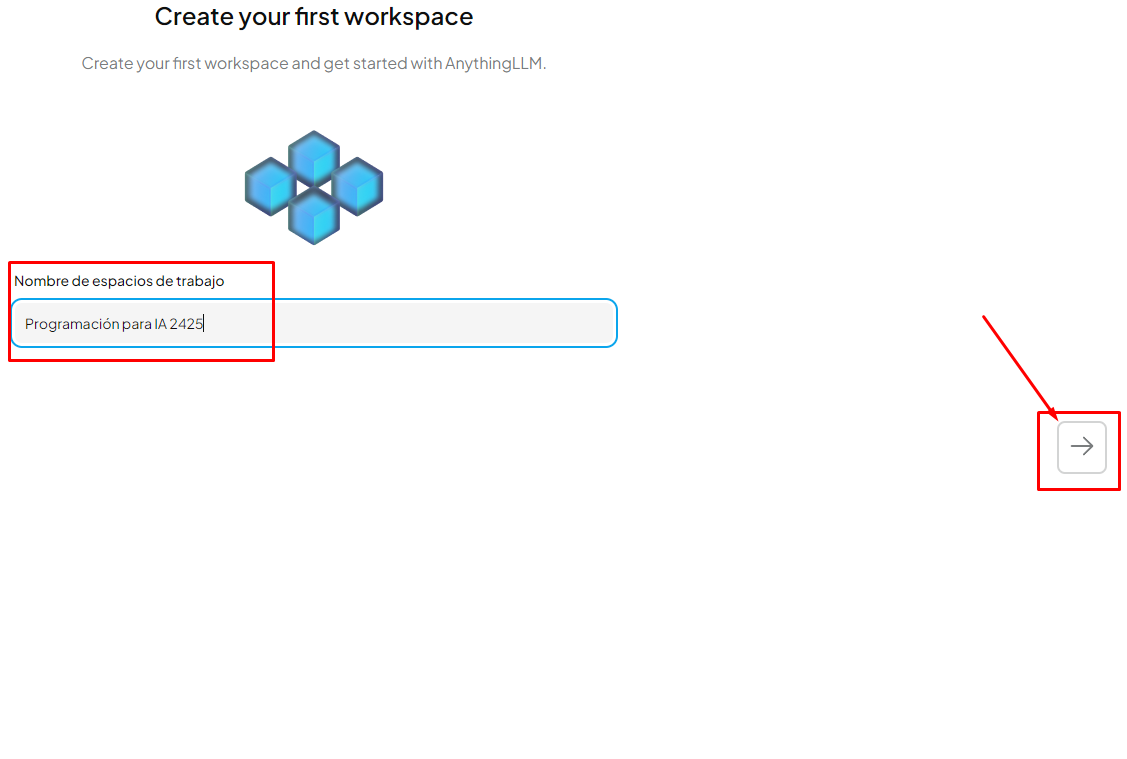 Create your first workspace
Create your first workspace and get started with AnythingLLM.
Nombre de espacios de trabajo
Programación para IA 2425